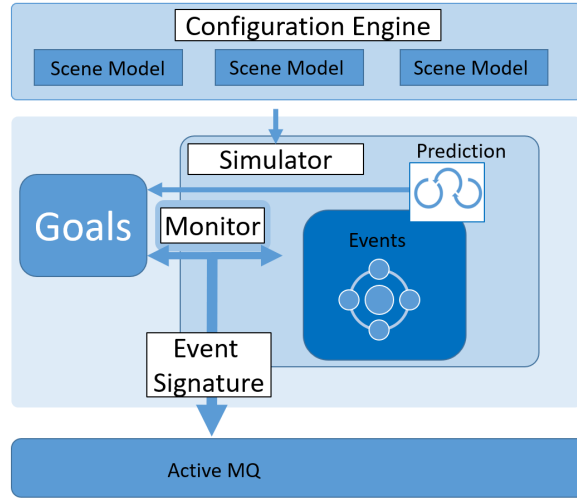 Configuration Engine
Scene Model
Scene Model
Scene Model
Simulator
Prediction
Goals
Monitor
Events
Event
Signature
Active MQ